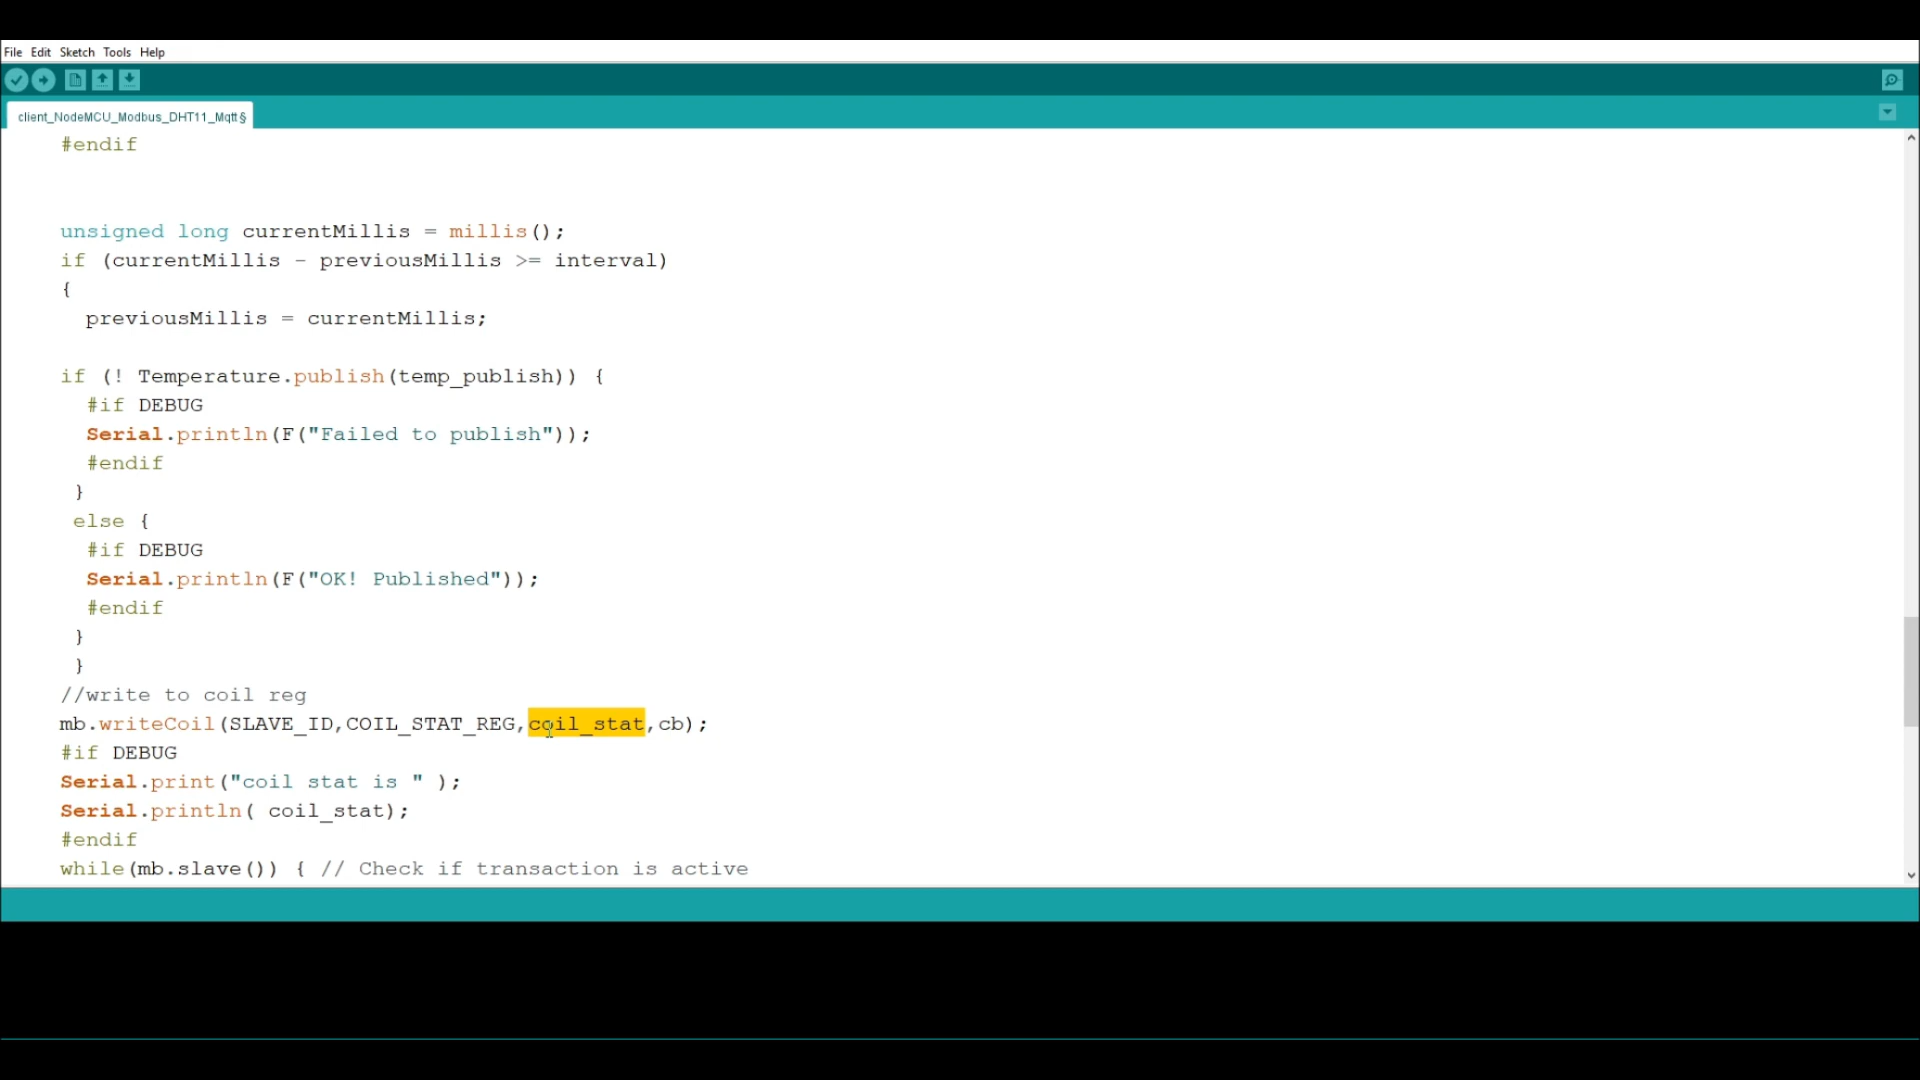 File Edit Sketch Tools Help
client_NodeMCU_Modbus_DHT11_Mqtt§
#endif
unsigned long currentMillis = millis();
if (currentMillis - previousMillis >= interval)
{
previousMillis = currentMillis;
if (! Temperature.publish(temp_publish)) {
#if DEBUG
Serial.println(F("Failed to publish"));
#endif
}
else {
#if DEBUG
Serial.println(F("OK! Published"));
#endif
}
}
//write to coil reg
mb.writeCoil(SLAVE_ID,COIL_STAT_REG,coil_stat,cb);
#if DEBUG
Serial.print("coil stat is " );
Serial.println( coil_stat);
#endif
while(mb.slave()) { // Check if transaction is active